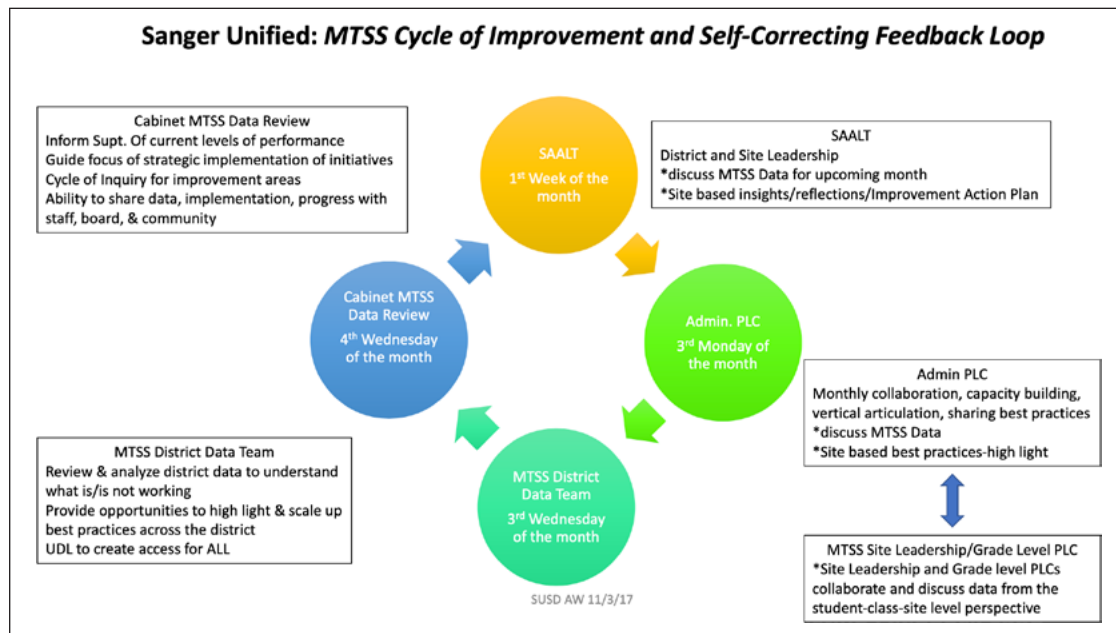 Sanger Unified: MTSS Cycle of Improvement and Self-Correcting Feedback Loop
Cabinet MTSS Data Review
Inform Supt. Of current levels of performance
Guide focus of strategic implementation of initiatives
Cycle of Inquiry for improvement areas
Ability to share data, implementation, progress with
staff, board, & community
SAALT
1st Week of the
month
SAALT
District and Site Leadership
*discuss MTSS Data for upcoming month
*Site based insights/reflections/Improvement Action Plan
Cabinet MTSS
Data Review
4th Wednesday
of the month
Admin. PLC
3rd Monday of
the month
Admin PLC
Monthly collaboration, capacity building,
vertical articulation, sharing best practices
*discuss MTSS Data
*Site based best practices-high light
MTSS District Data Team
Review & analyze district data to understand
what is/is not working
Provide opportunities to high light & scale up
best practices across the district
UDL to create access for ALL
MTSS District
Data Team
3rd Wednesday
of the month
MTSS Site Leadership/Grade Level PLC
*Site Leadership and Grade level PLCs
collaborate and discuss data from the
student-class-site level perspective
SUSD AW 11/3/17